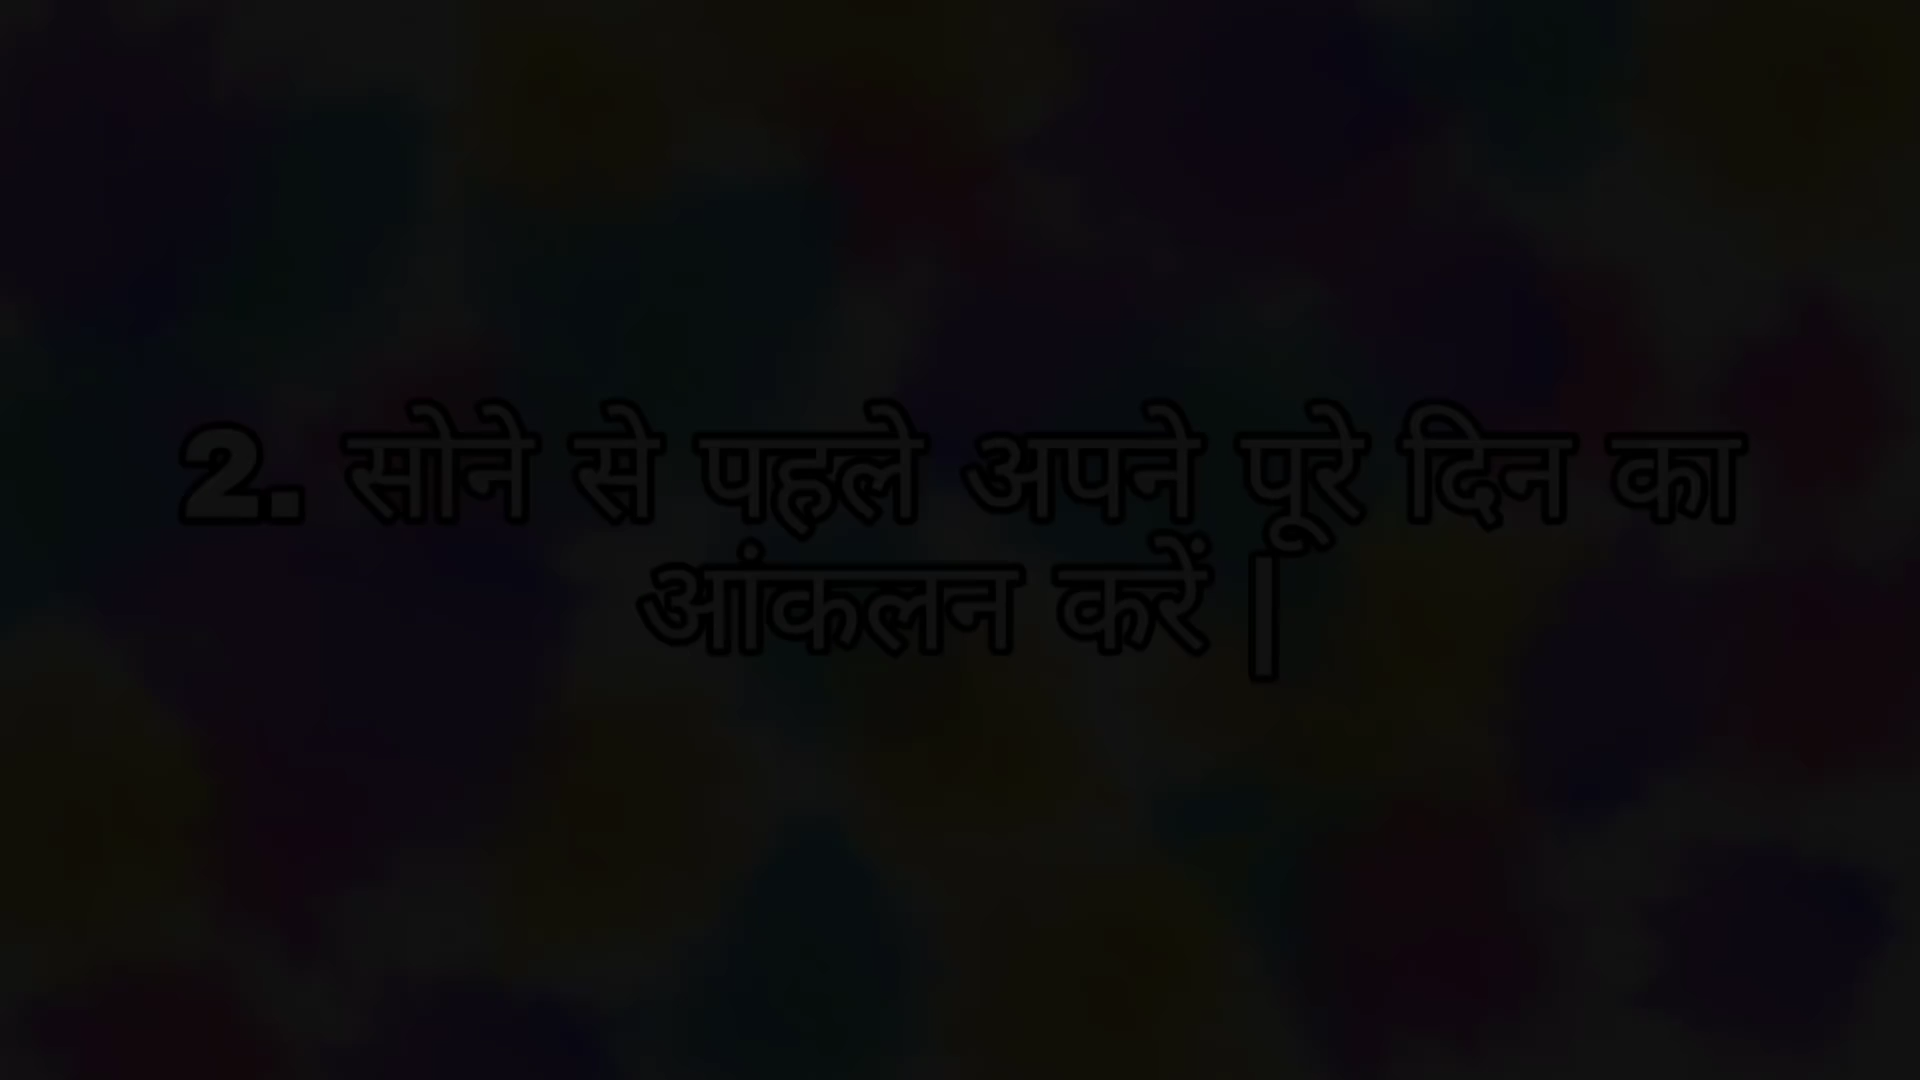 2. सोने से पहले अपने पूरे दिन का
आंकलन करें |